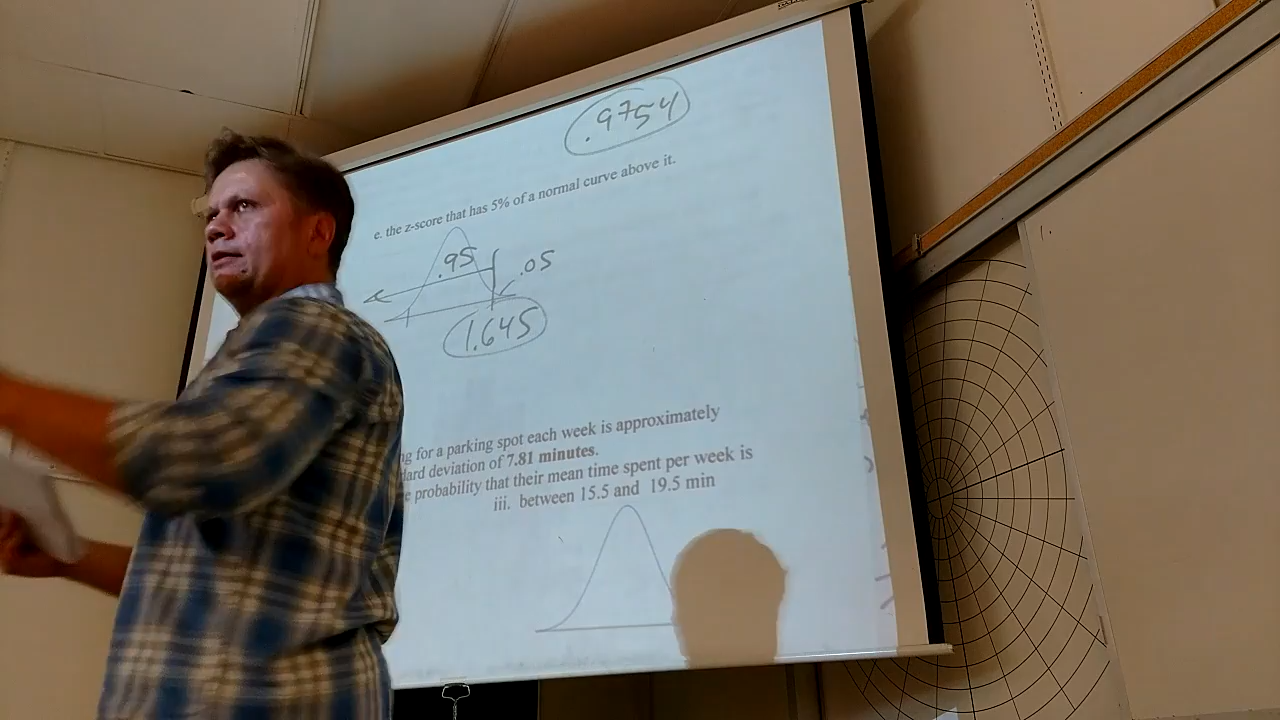 .9754
e. the z-score that has 5% of a normal curve above it.
.95 .05
1.645
for a parking spot each week is approximately
deviation of 7.81 minutes.
probability that their mean time spent per week is
iii. between 15.5 and 19.5 min